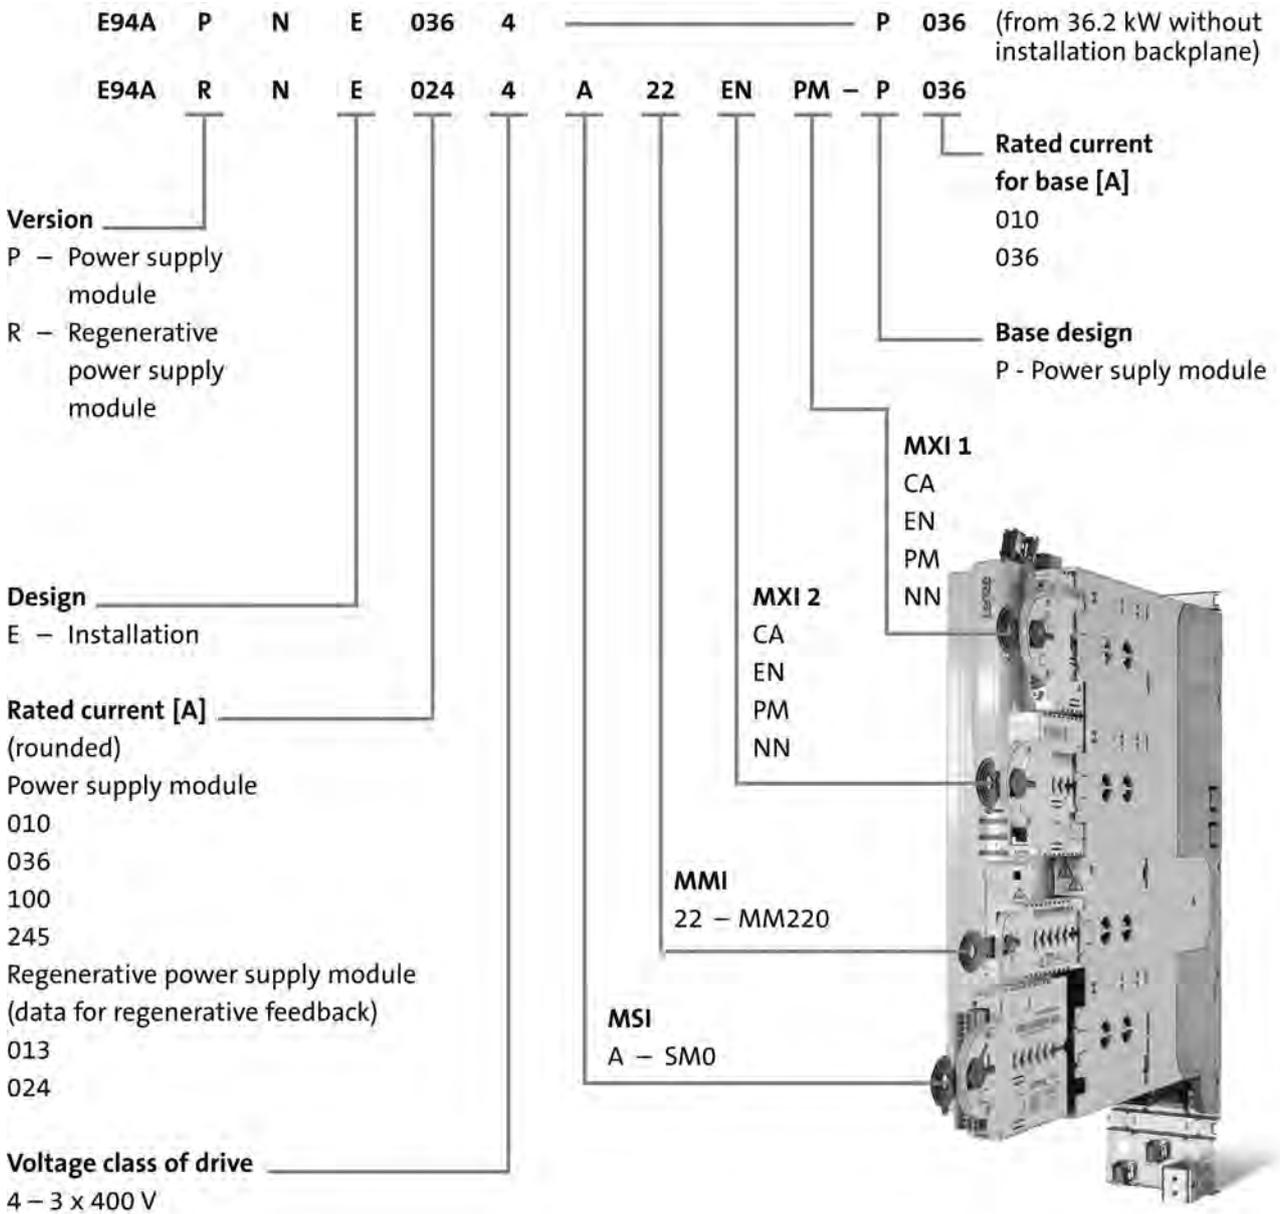 E94A P N E 036 4 P 036 (from 36.2 kW without
installation backplane)
E94A R N E 024 4 A 22 EN PM – P 036
Rated current
for base [A]
010
036
Version
P – Power supply
module
R – Regenerative
power supply
module
Base design
P - Power suply module
MXI 1
CA
EN
PM
NN
Design
E – Installation
MXI 2
CA
EN
PM
NN
Rated current [A]
(rounded)
Power supply module
010
036
100
245
Regenerative power supply module
(data for regenerative feedback)
013
024
MMI
22 – MM220
MSI
A – SM0
Voltage class of drive
4 – 3 x 400 V
Lenze